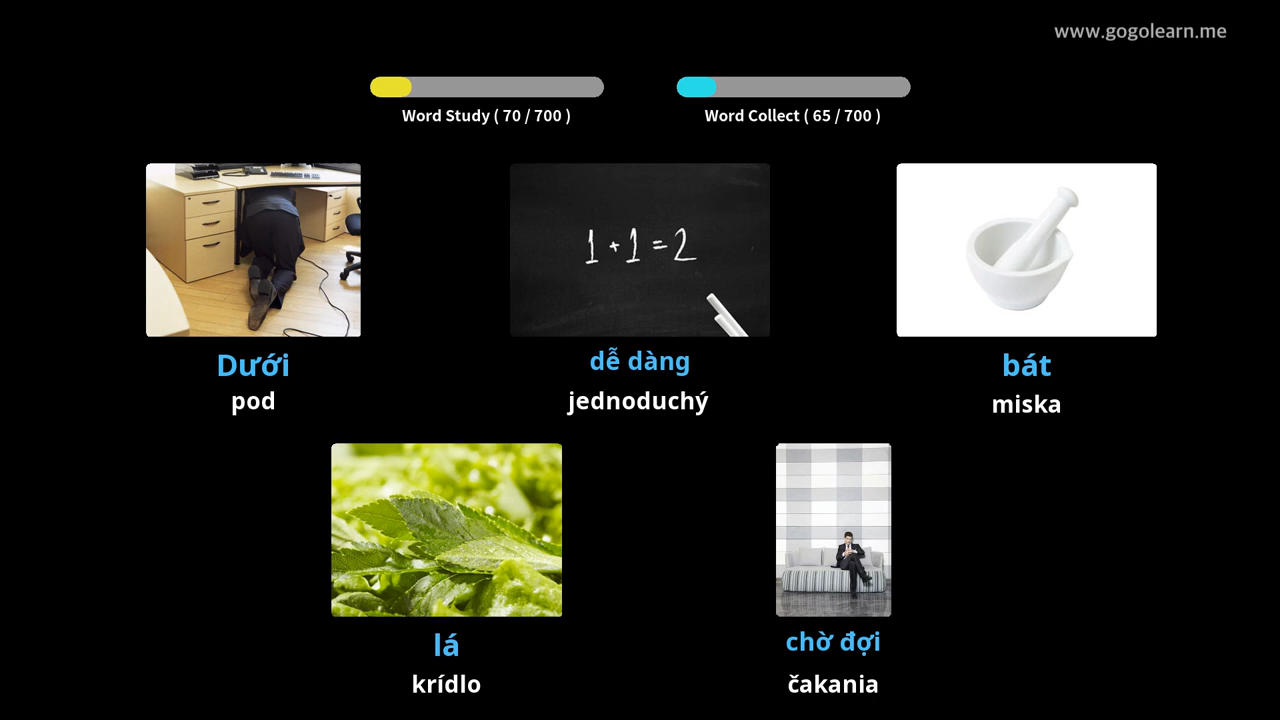 www.gogolearn.me
Word Study ( 70 / 700 )
Word Collect ( 65 / 700 )
1 + 1 = 2
Dưới
pod
dễ dàng
jednoduchý
bát
miska
lá
krídlo
chờ đợi
čakania